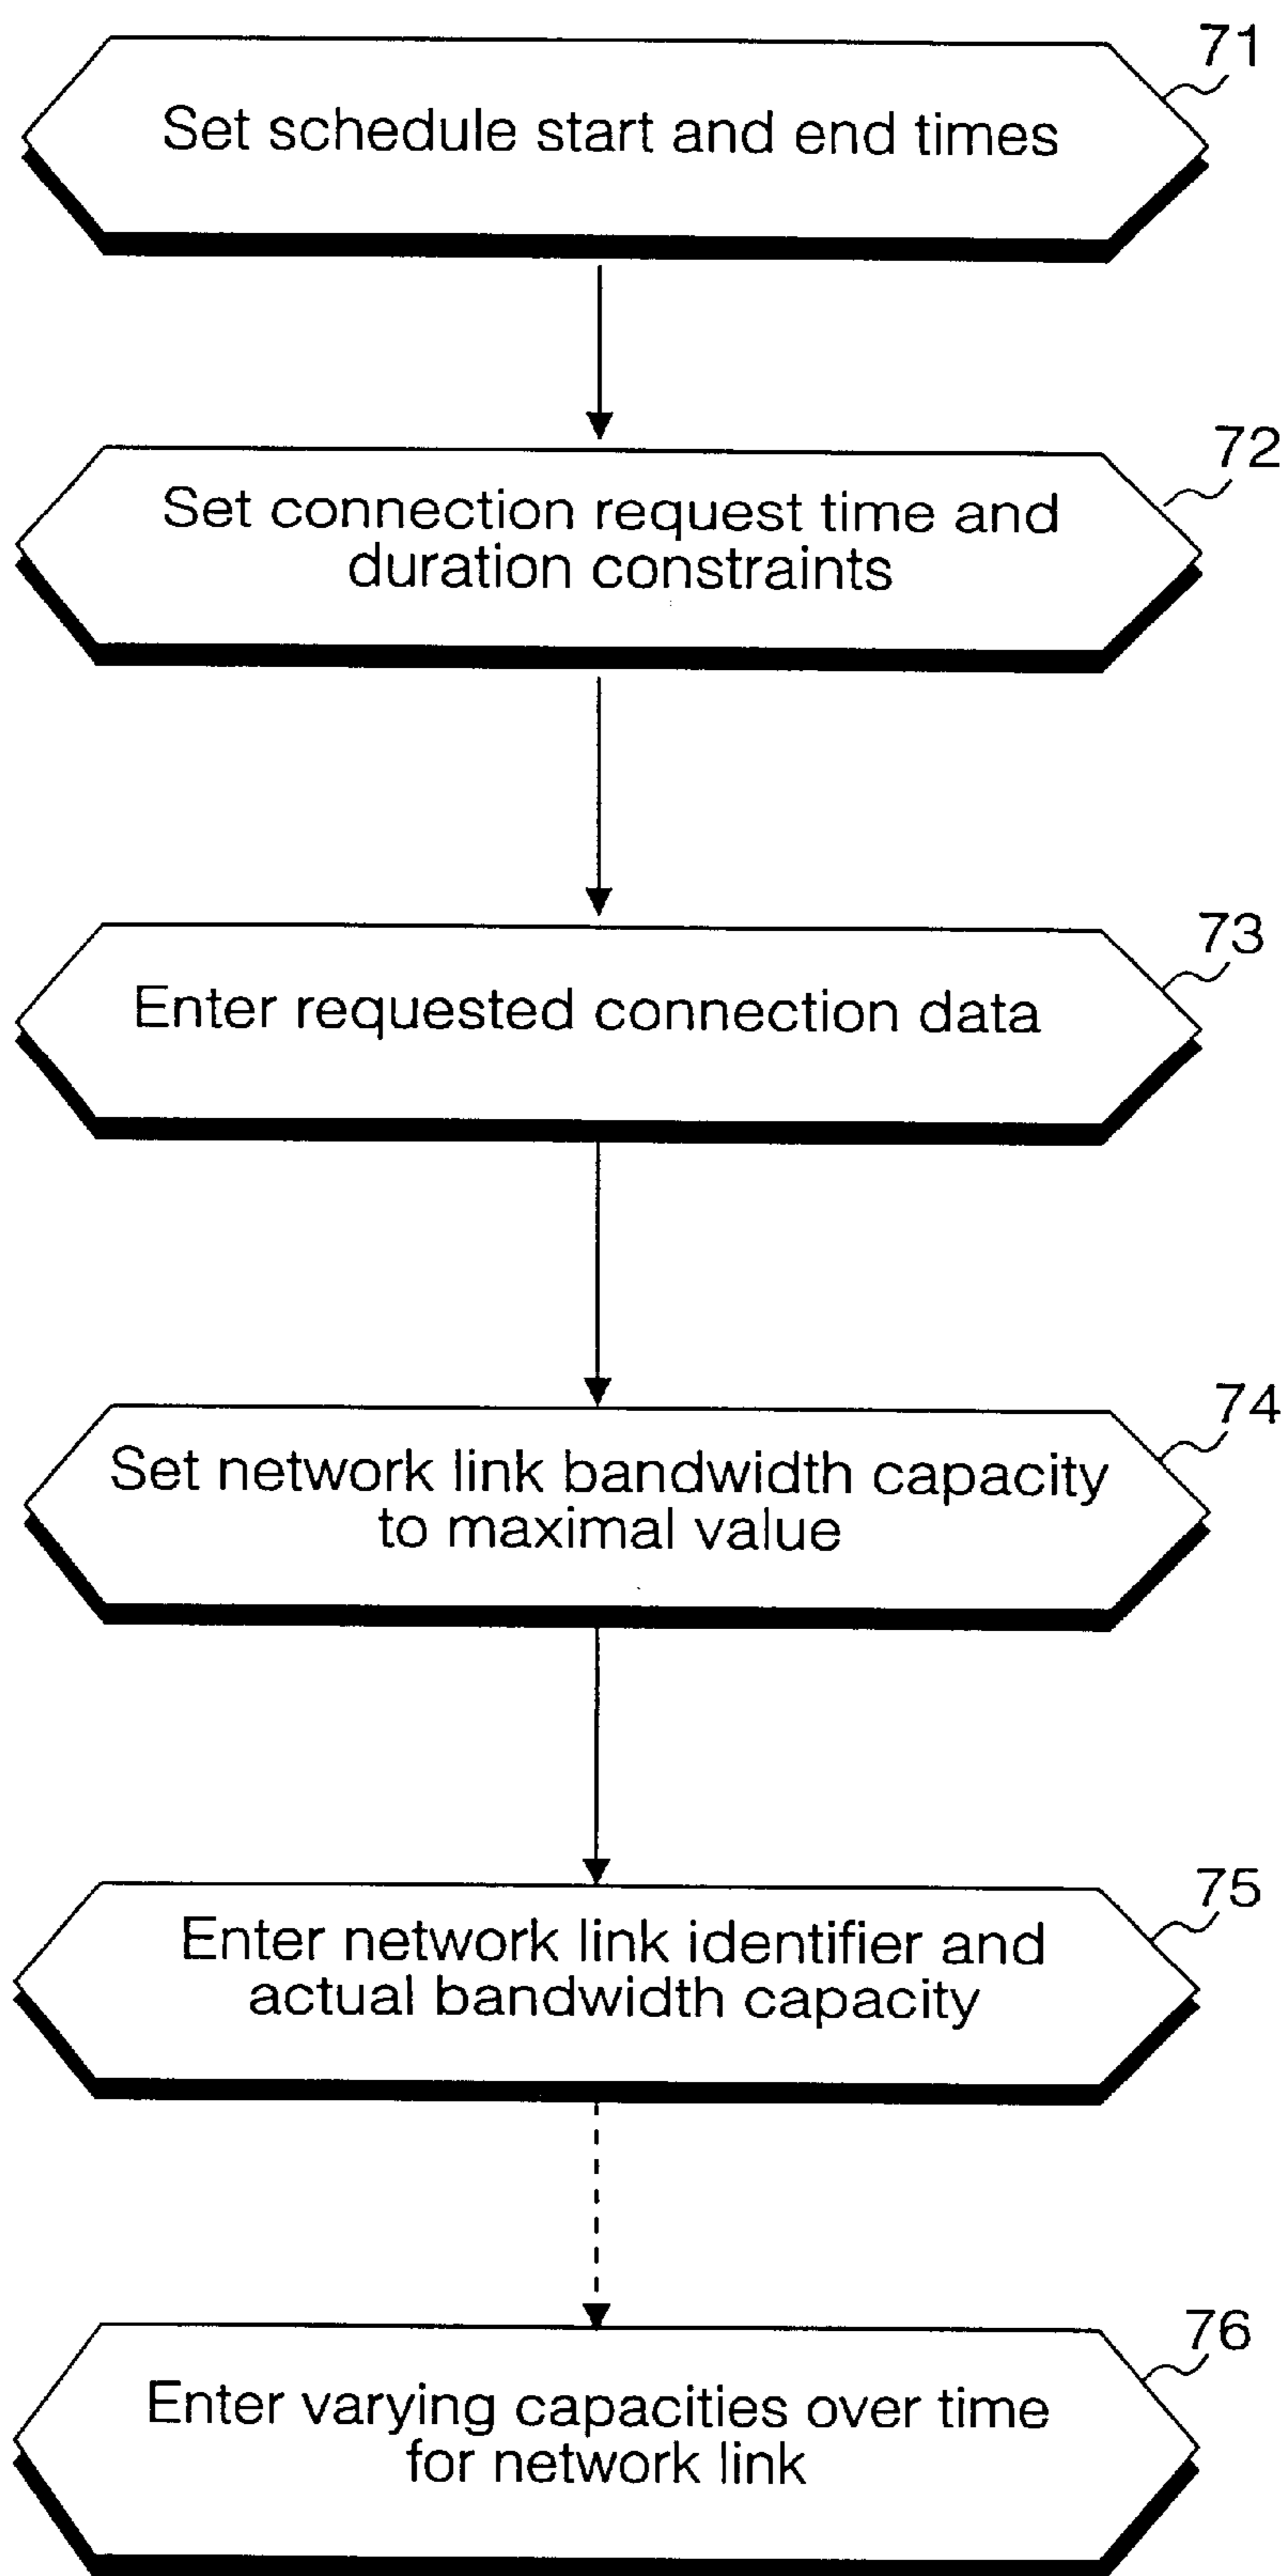 71
Set schedule start and end times
72
Set connection request time and
duration constraints
73
Enter requested connection data
74
Set network link bandwidth capacity
to maximal value
75
Enter network link identifier and
actual bandwidth capacity
76
Enter varying capacities over time
for network link